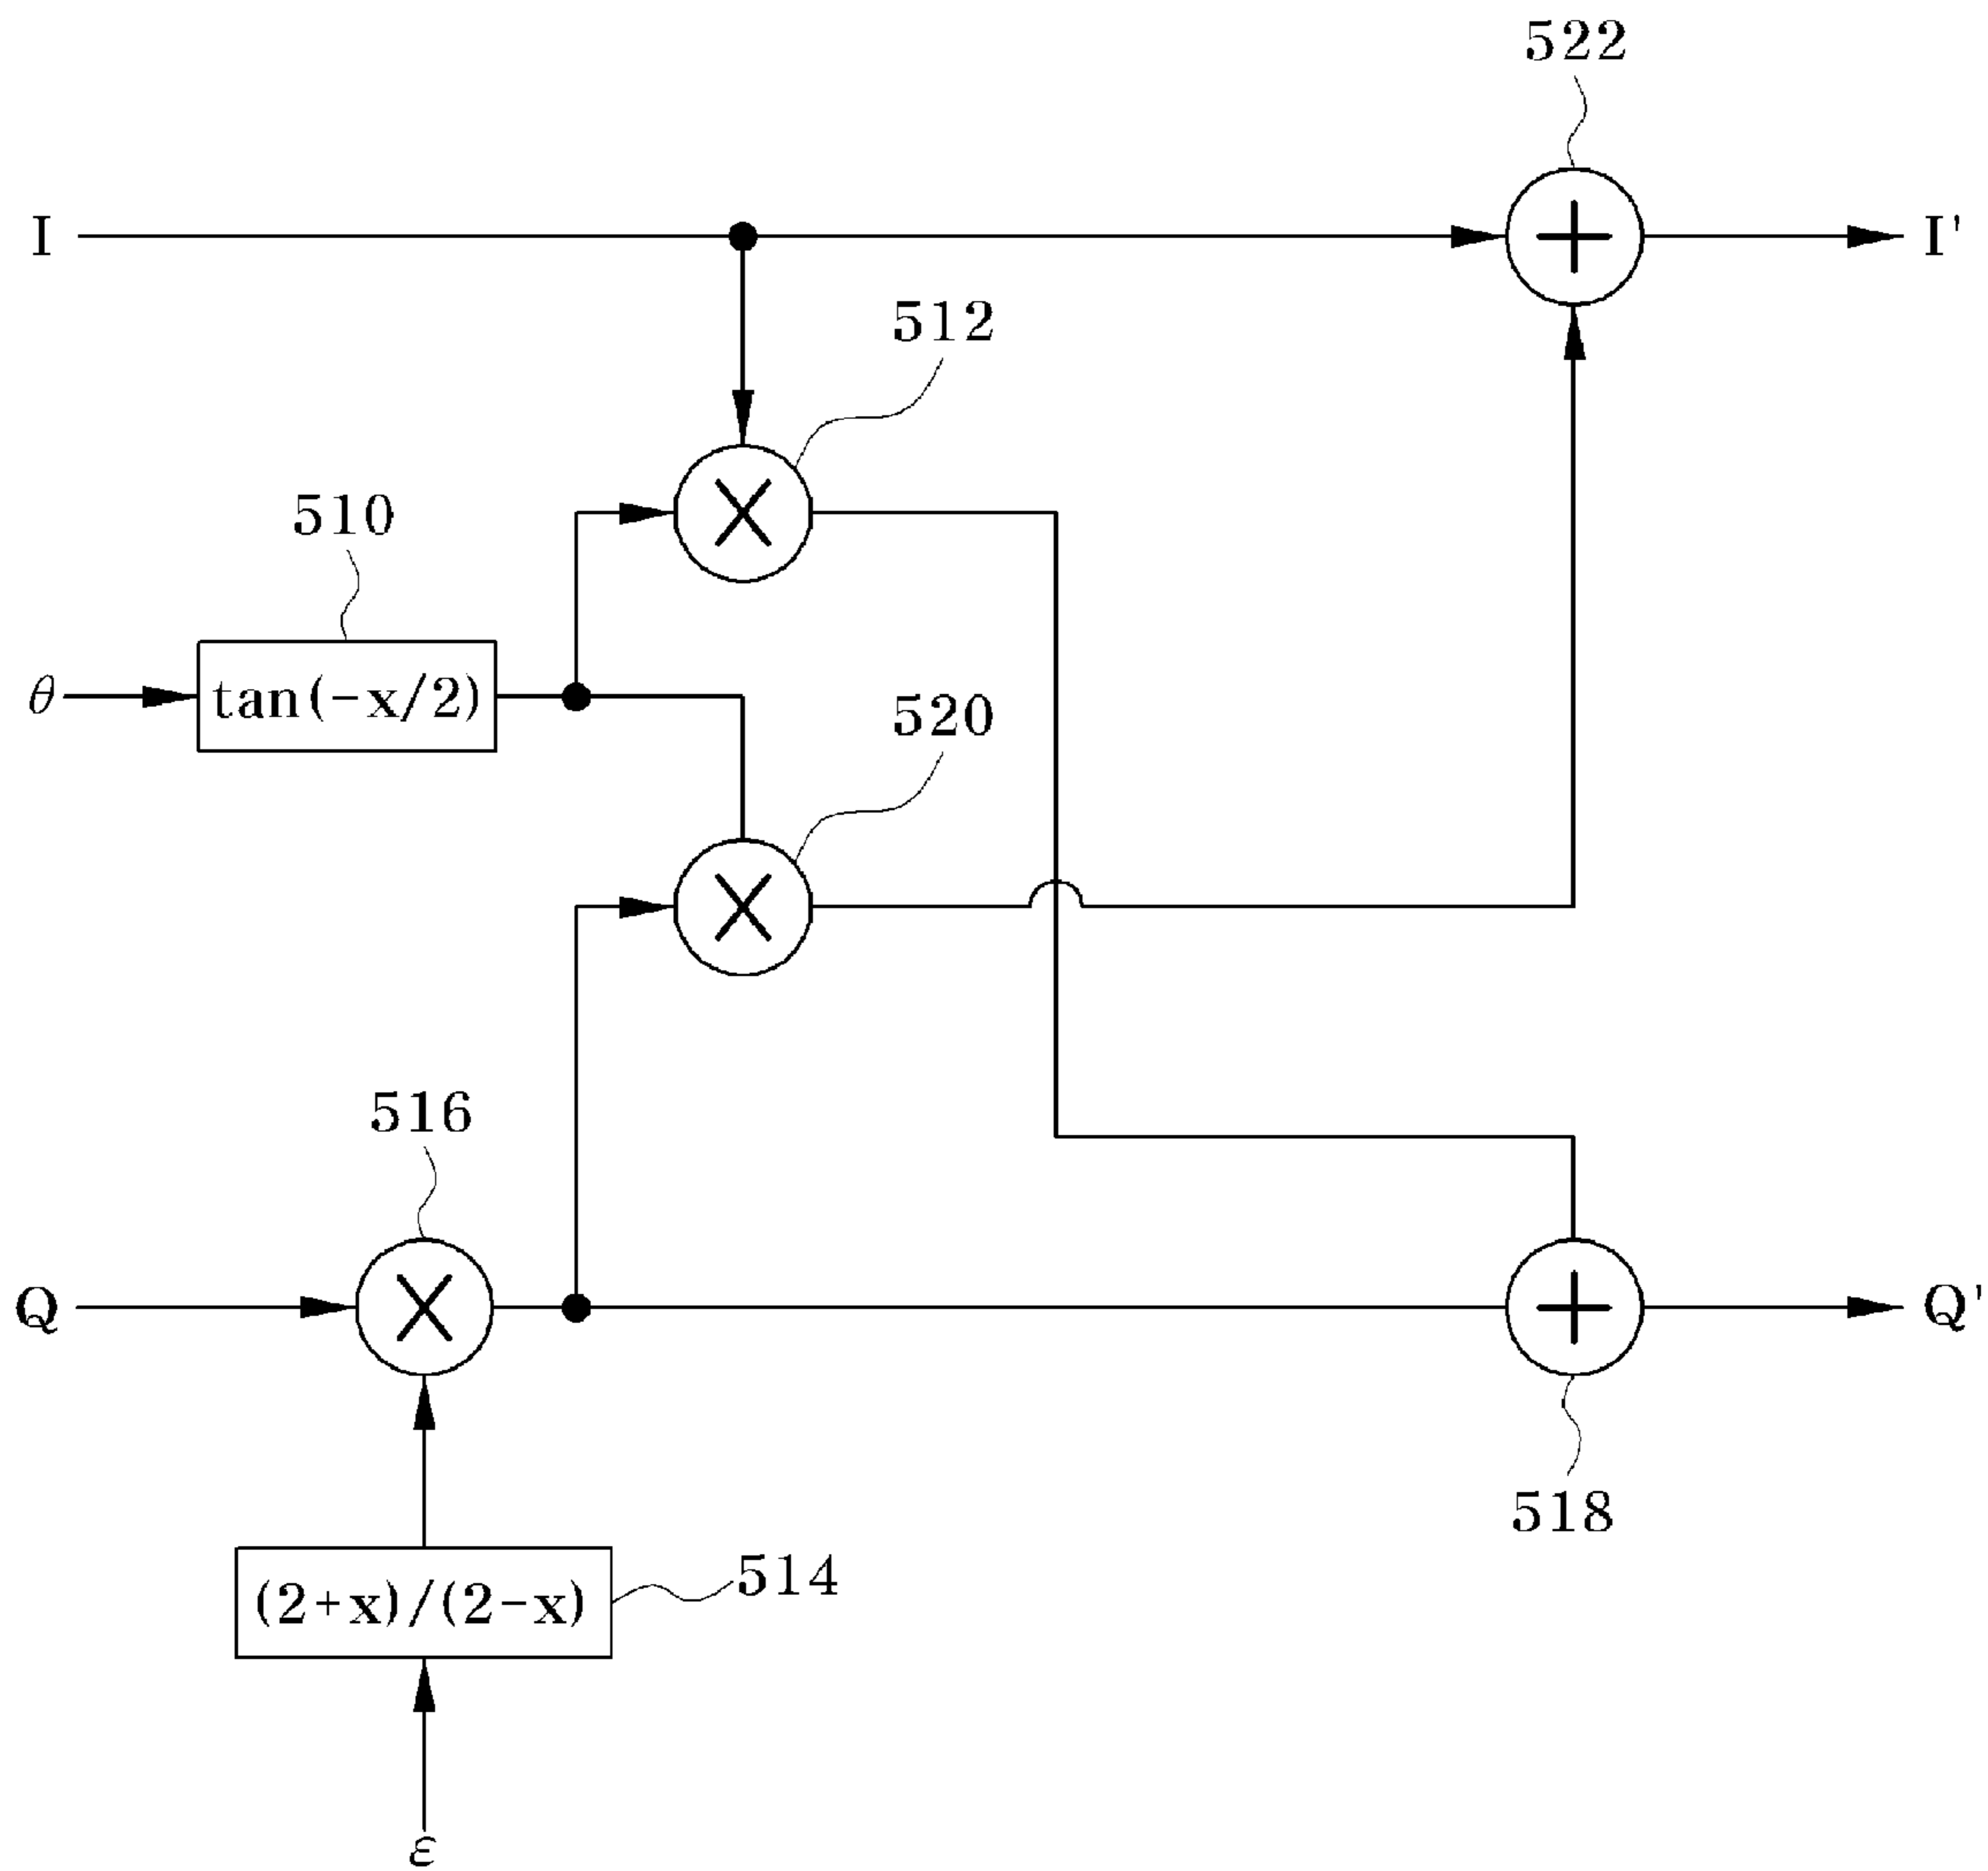 522
I
I'
512
510
θ
tan(-x/2)
520
516
Q
Q'
518
514
(2+x)/(2-x)
ε